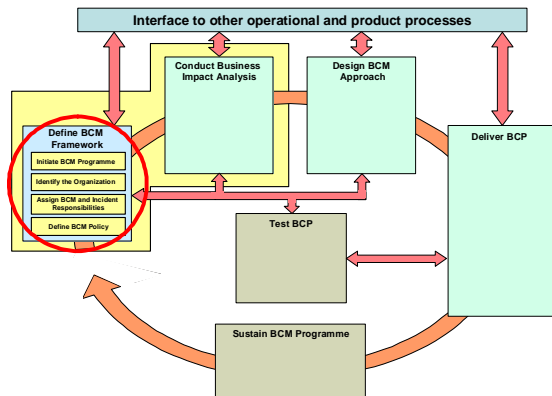 Interface to other operational and product processes
Conduct Business
Impact Analysis
Design BCM
Approach
Define BCM
Framework
Initiate BCM Programme
Identify the Organization
Assign BCM and Incident
Responsibilities
Define BCM Policy
Deliver BCP
Test BCP
Sustain BCM Programme